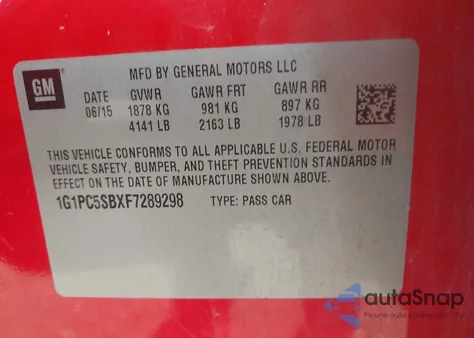 GM
MFD BY GENERAL MOTORS LLC
DATE GVWR GAWR FRT GAWR RR
06/15 1878 KG 981 KG 897 KG
4141 LB 2163 LB 1978 LB
THIS VEHICLE CONFORMS TO ALL APPLICABLE U.S. FEDERAL MOTOR
VEHICLE SAFETY, BUMPER, AND THEFT PREVENTION STANDARDS IN
EFFECT ON THE DATE OF MANUFACTURE SHOWN ABOVE.
1G1PC5SBXF7289298 TYPE: PASS CAR
autoSnap